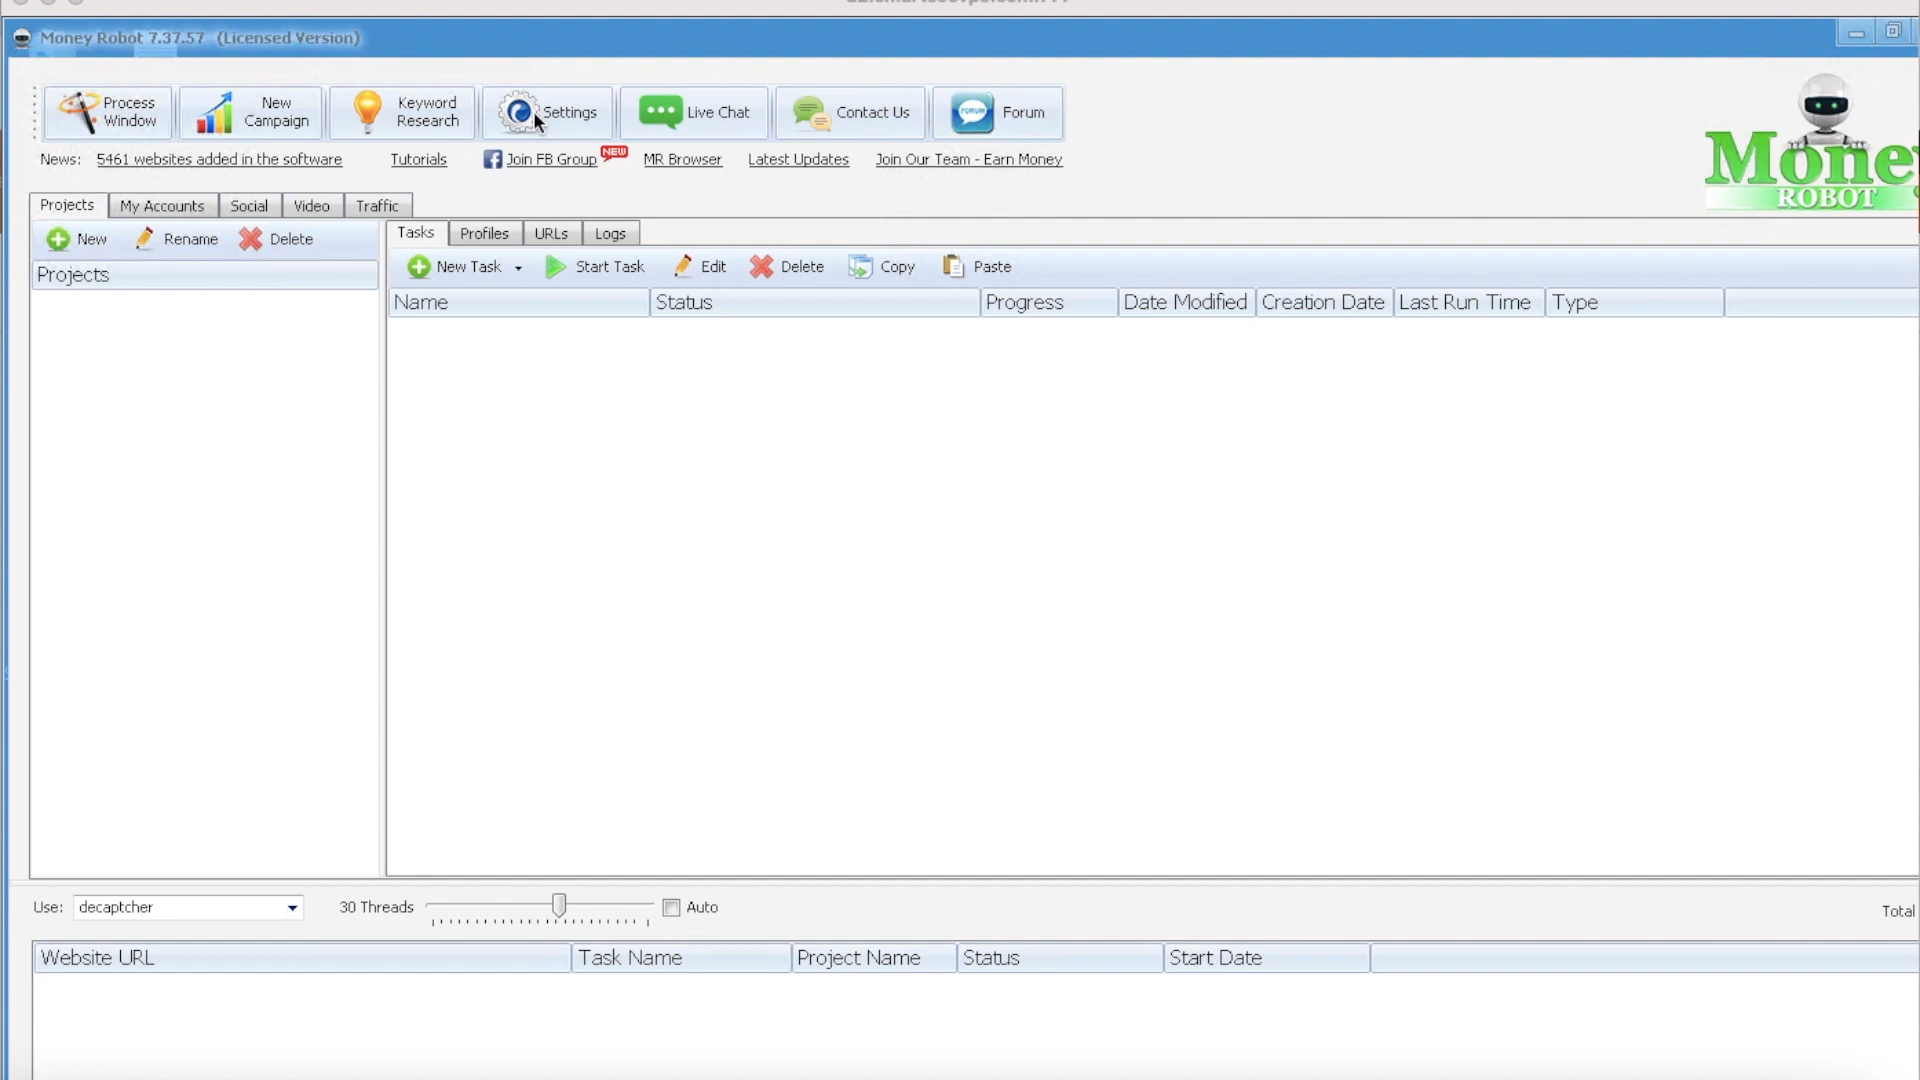 Money Robot 7.37.57 (Licensed Version)
Process Window
New Campaign
Keyword Research
Settings
Live Chat
Contact Us
FORUM
Forum
News: 5461 websites added in the software Tutorials Join FB Group NEW MR Browser Latest Updates Join Our Team - Earn Money
Mone
ROBOT
Projects My Accounts Social Video Traffic
New Rename Delete
Projects
Tasks Profiles URLs Logs
New Task Start Task Edit Delete Copy Paste
Name Status Progress Date Modified Creation Date Last Run Time Type
Use: decaptcher 30 Threads Auto Total
Website URL Task Name Project Name Status Start Date